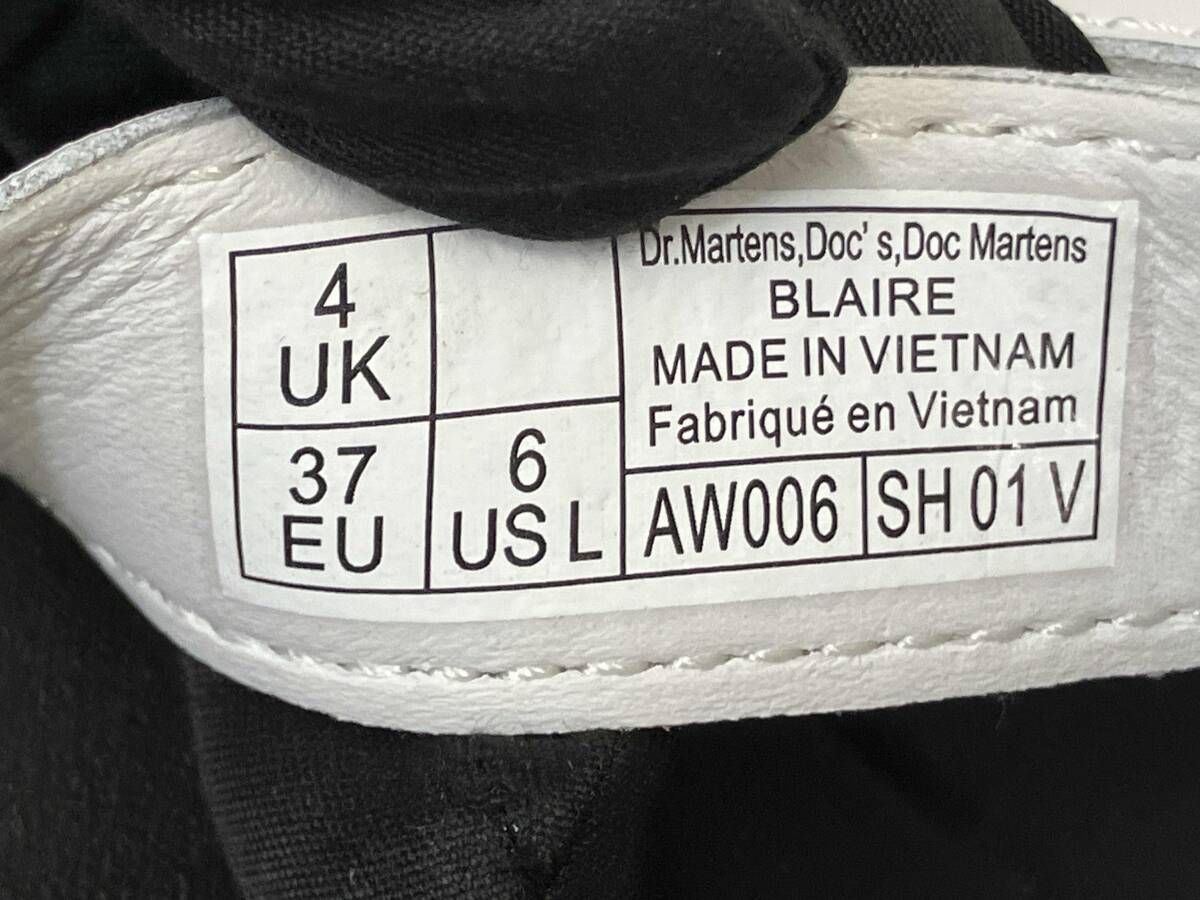 4
UK
37
EU
6
US L
Dr.Martens,Doc's,Doc Martens
BLAIRE
MADE IN VIETNAM
Fabriqué en Vietnam
AW006
SH 01 V